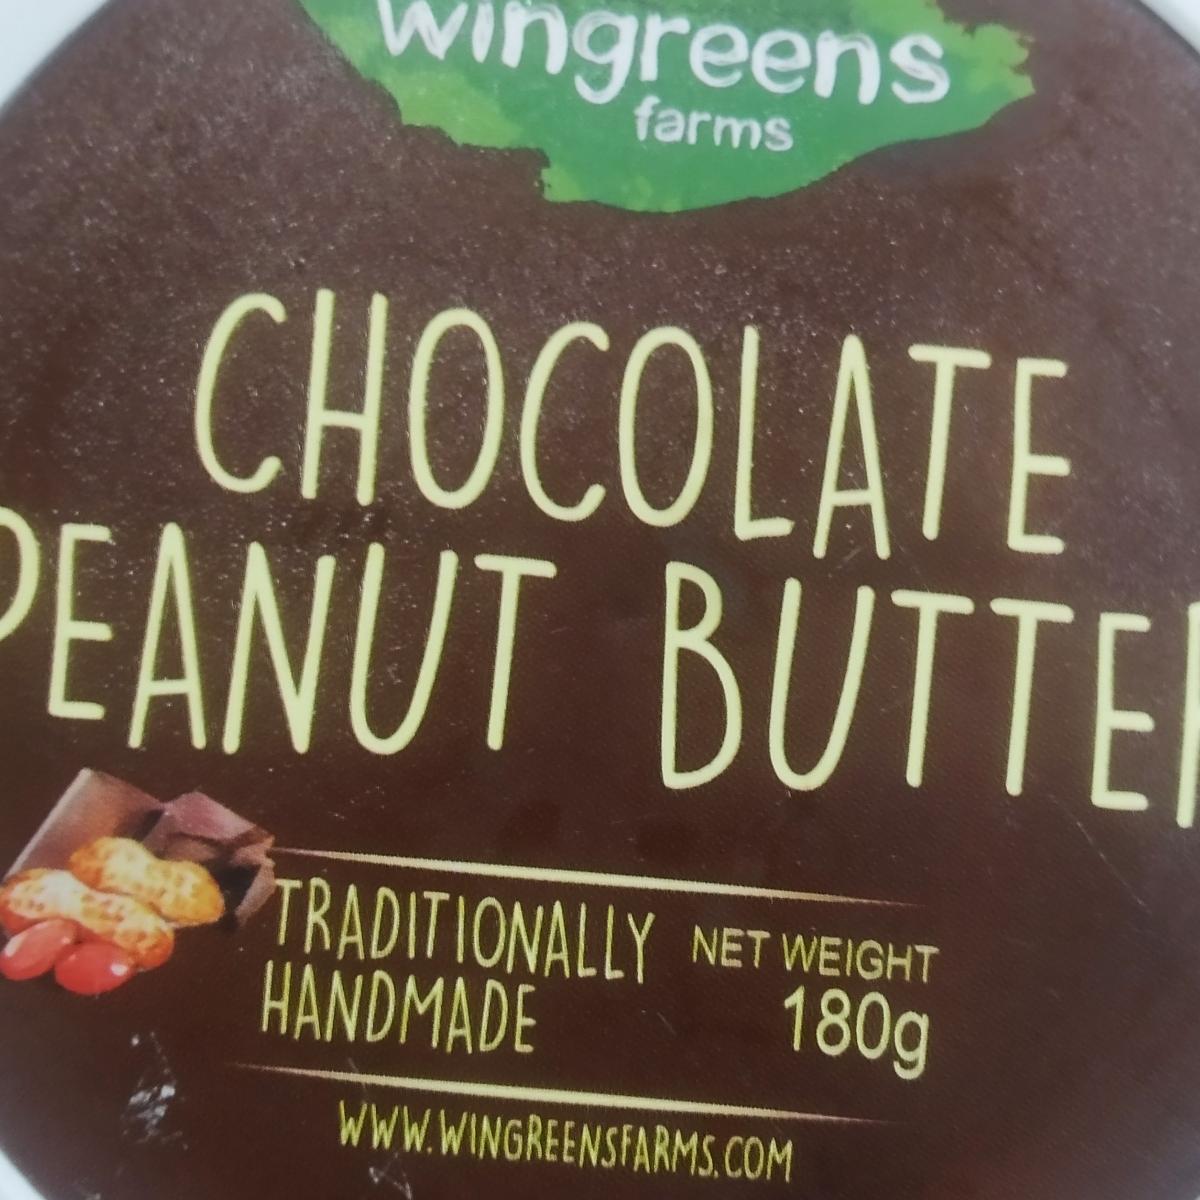 wingreens
farms
CHOCOLATE
PEANUT BUTTER
TRADITIONALLY
HANDMADE
NET WEIGHT
180g
WWW.WINGREENSFARMS.COM